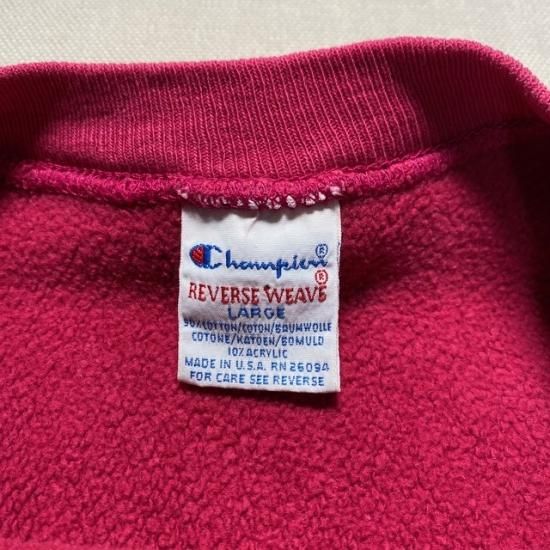 Champion®
REVERSE WEAVE®
LARGE
90% COTTON/COTON/BAUMWOLLE
COTONE/KATOEN/BOMULD
10% ACRYLIC
MADE IN U.S.A. RN 26094
FOR CARE SEE REVERSE